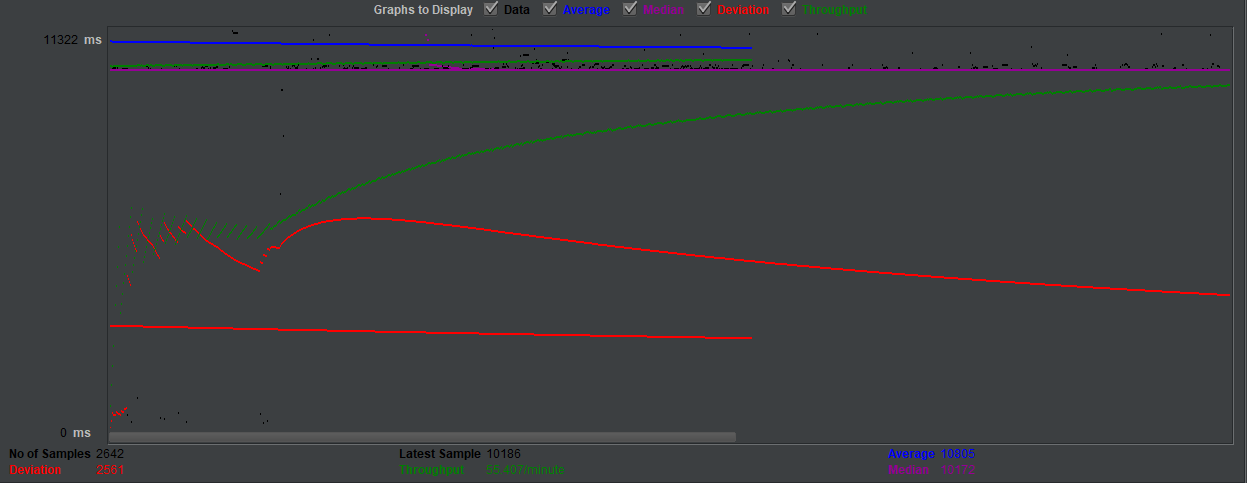 Graphs to Display Data Average Median Deviation Throughput
11322 ms
0 ms
No of Samples 2642 Latest Sample 10186 Average 10805
Deviation 2561 Throughput 55.407/minute Median